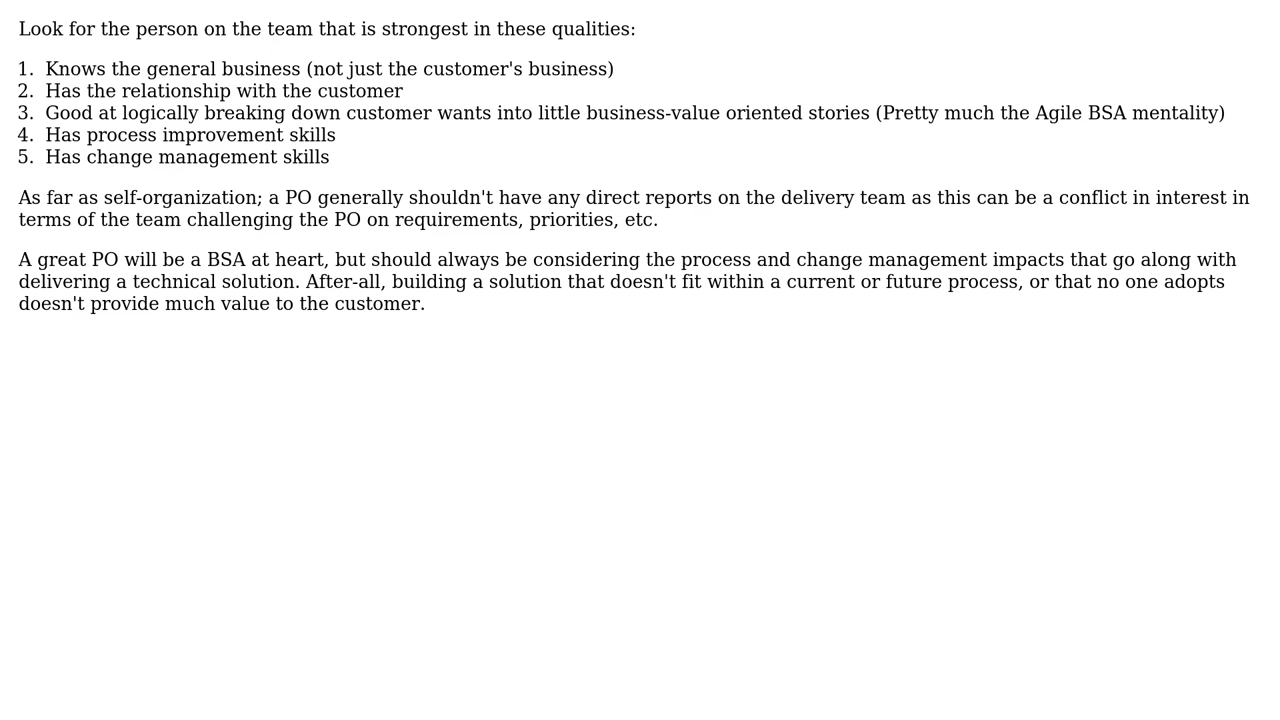 Look for the person on the team that is strongest in these qualities:
1. Knows the general business (not just the customer's business)
2. Has the relationship with the customer
3. Good at logically breaking down customer wants into little business-value oriented stories (Pretty much the Agile BSA mentality)
4. Has process improvement skills
5. Has change management skills
As far as self-organization; a PO generally shouldn't have any direct reports on the delivery team as this can be a conflict in interest in
terms of the team challenging the PO on requirements, priorities, etc.
A great PO will be a BSA at heart, but should always be considering the process and change management impacts that go along with
delivering a technical solution. After-all, building a solution that doesn't fit within a current or future process, or that no one adopts
doesn't provide much value to the customer.